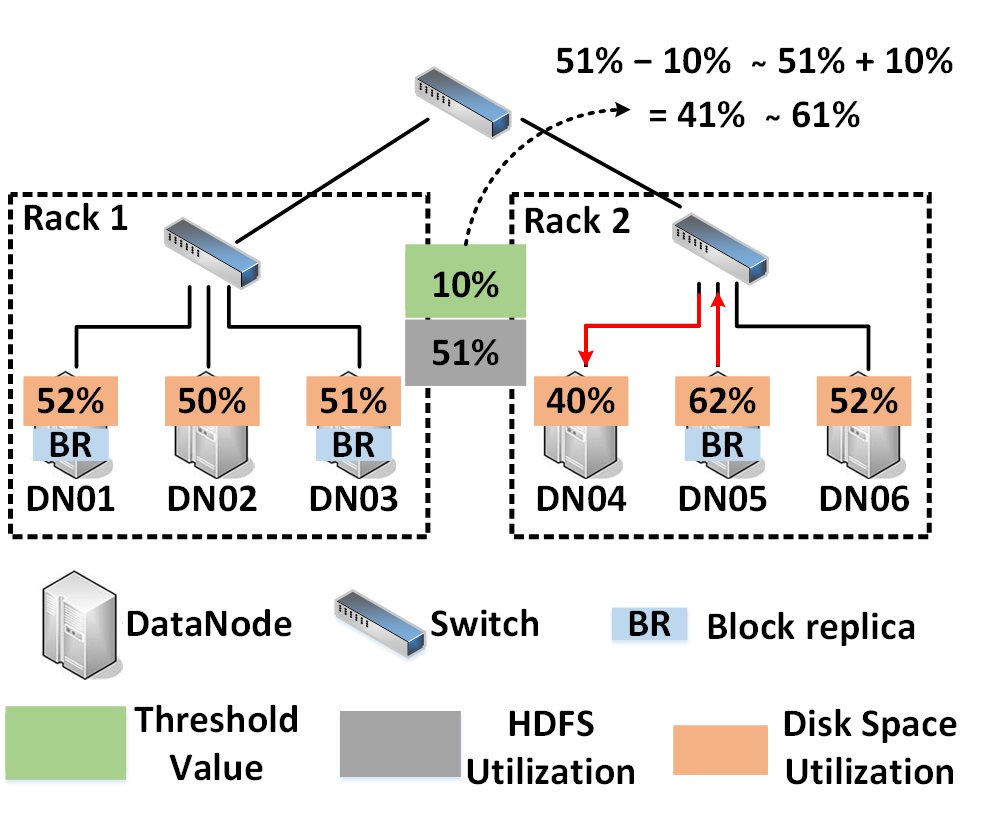 51% − 10% ~ 51% + 10%
= 41% ~ 61%
Rack 1
Rack 2
10%
51%
52%
50%
51%
40%
62%
52%
BR
BR
BR
DN01
DN02
DN03
DN04
DN05
DN06
DataNode
Switch
BR
Block replica
Threshold
Value
HDFS
Utilization
Disk Space
Utilization